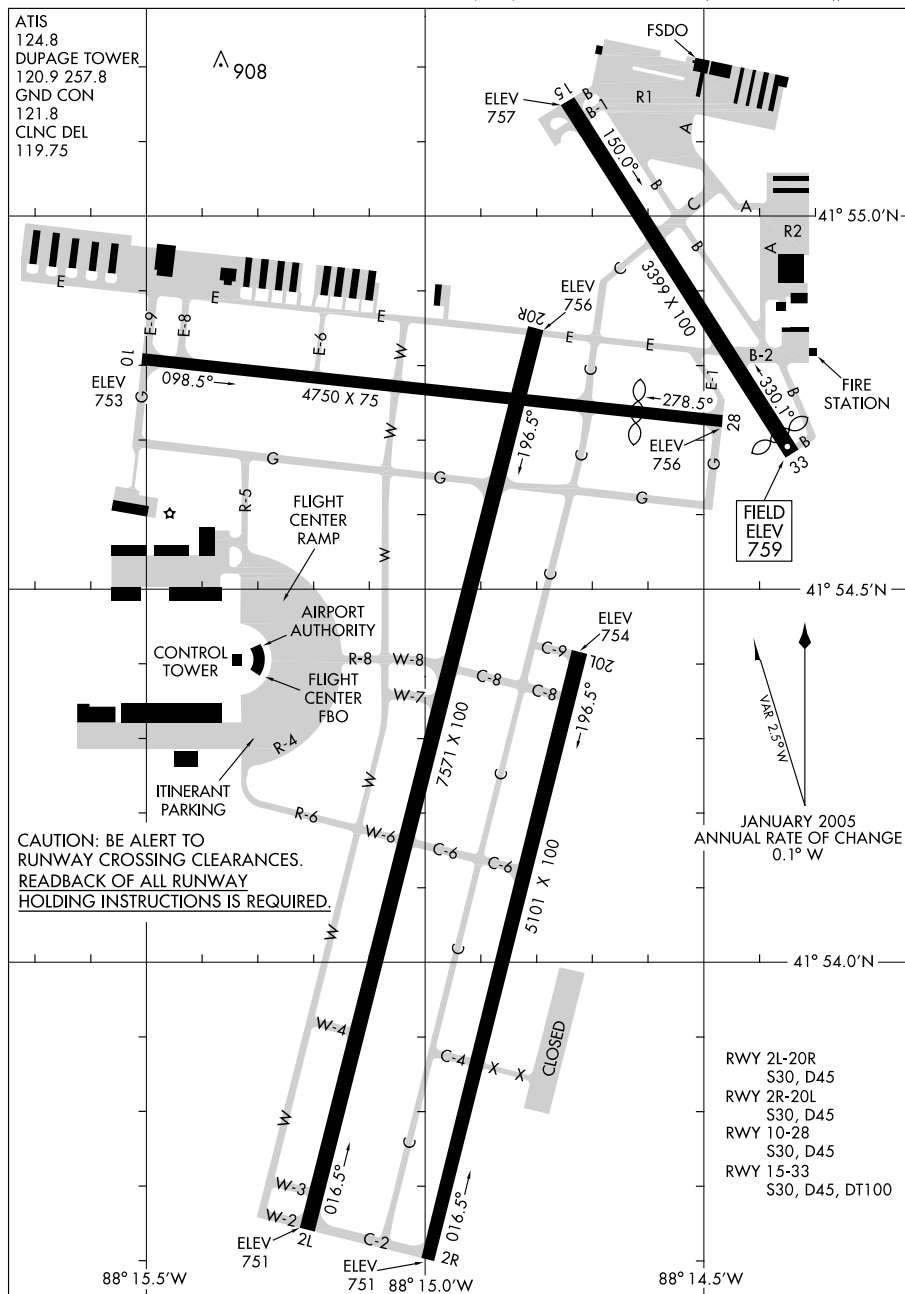 ATIS
124.8
DUPAGE TOWER
120.9 257.8
GND CON
121.8
CLNC DEL
119.75
908
FSDO
ELEV
757
15
B
B-1
R1
A
150.0°
B
C
A
41° 55.0'N
R2
A
B
C
3399 X 100
E
E
E
E
E
E-9
E-8
E-6
W
20R
ELEV
756
B-2
FIRE
STATION
330.1°
B
B
33
10
ELEV
753
098.5°
4750 X 75
C
E-1
278.5°
28
ELEV
756
G
W
196.5°
C
G
G
G
G
FIELD
ELEV
759
R-5
FLIGHT
CENTER
RAMP
W
C
41° 54.5'N
AIRPORT
AUTHORITY
CONTROL
TOWER
FLIGHT
CENTER
FBO
R-8
W-8
W-7
C-8
C-8
C-9
ELEV
754
20L
196.5°
VAR 2.5° W
R-4
7571 X 100
C
W
ITINERANT
PARKING
R-6
W-6
C-6
C-6
JANUARY 2005
ANNUAL RATE OF CHANGE
0.1° W
CAUTION: BE ALERT TO
RUNWAY CROSSING CLEARANCES.
READBACK OF ALL RUNWAY
HOLDING INSTRUCTIONS IS REQUIRED.
5101 X 100
W
C
41° 54.0'N
W-4
C-4
X
X
CLOSED
RWY 2L-20R
S30, D45
RWY 2R-20L
S30, D45
RWY 10-28
S30, D45
RWY 15-33
S30, D45, DT100
W
C
W-3
016.5°
W-2
2L
ELEV
751
C-2
016.5°
2R
ELEV
751
88° 15.5'W
88° 15.0'W
88° 14.5'W